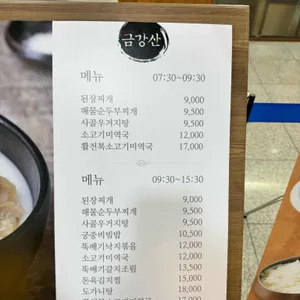 금강산
메뉴 07:30~09:30
된장찌개 9,000
해물순두부찌개 9,500
사골우거지탕 9,500
소고기미역국 12,000
활전복소고기미역국 17,000
메뉴 09:30~15:30
된장찌개 9,000
해물순두부찌개 9,500
사골우거지탕 9,500
궁중비빔밥 10,500
뚝배기낙지볶음 12,000
소고기미역국 12,000
뚝배기갈치조림 13,500
돈육김치찜 15,000
도가니탕 18,000